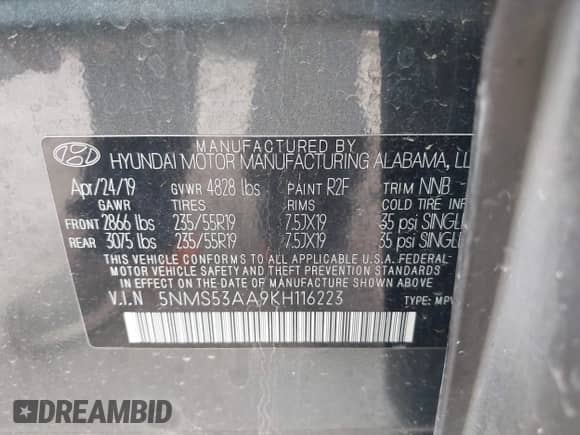 MANUFACTURED BY
HYUNDAI MOTOR MANUFACTURING ALABAMA, LL
Apr/24/19 GVWR 4828 lbs PAINT R2F TRIM NNB
GAWR TIRES RIMS COLD TIRE INF
FRONT 2866 lbs 235/55R19 7.5JX19 35 psi SINGL
REAR 3075 lbs 235/55R19 7.5JX19 35 psi SINGL
THIS VEHICLE CONFORMS TO ALL APPLICABLE U.S.A. FEDERAL
MOTOR VEHICLE SAFETY AND THEFT PREVENTION STANDARDS
IN EFFECT ON THE DATE OF MANUFACTURE SHOWN ABOVE
V.I.N 5NMS53AA9KH116223 TYPE: MPV
DREAMBID